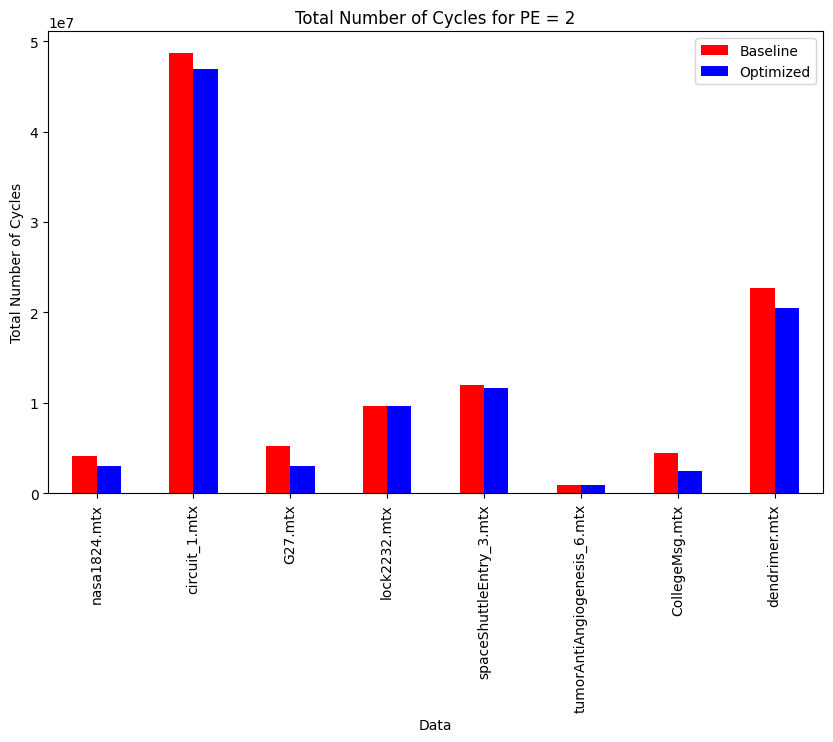 Total Number of Cycles for PE = 2
1e7
5
4
3
2
1
0
Total Number of Cycles
Baseline
Optimized
nasa1824.mtx
circuit_1.mtx
G27.mtx
lock2232.mtx
spaceShuttleEntry_3.mtx
tumorAntiAngiogenesis_6.mtx
CollegeMsg.mtx
dendrimer.mtx
Data